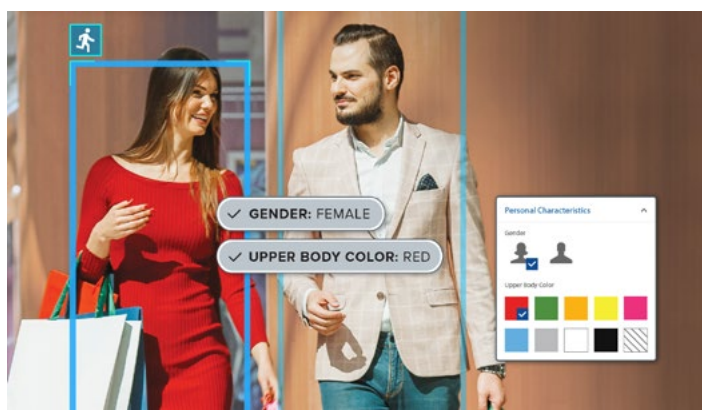 ✓ GENDER: FEMALE
✓ UPPER BODY COLOR: RED
Personal Characteristics
Gender
Upper Body Color